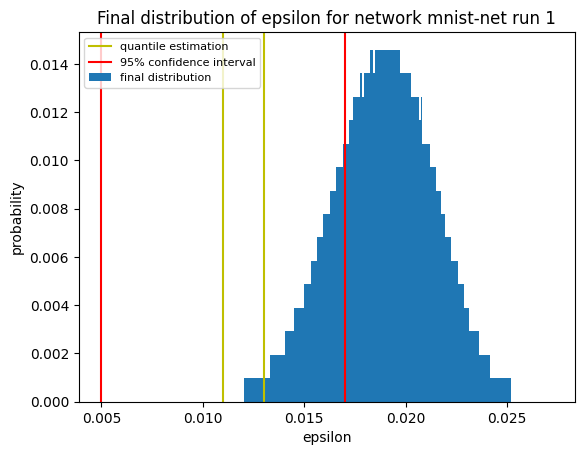 Final distribution of epsilon for network mnist-net run 1
quantile estimation
95% confidence interval
final distribution
probability
0.014
0.012
0.010
0.008
0.006
0.004
0.002
0.000
0.005
0.010
0.015
0.020
0.025
epsilon